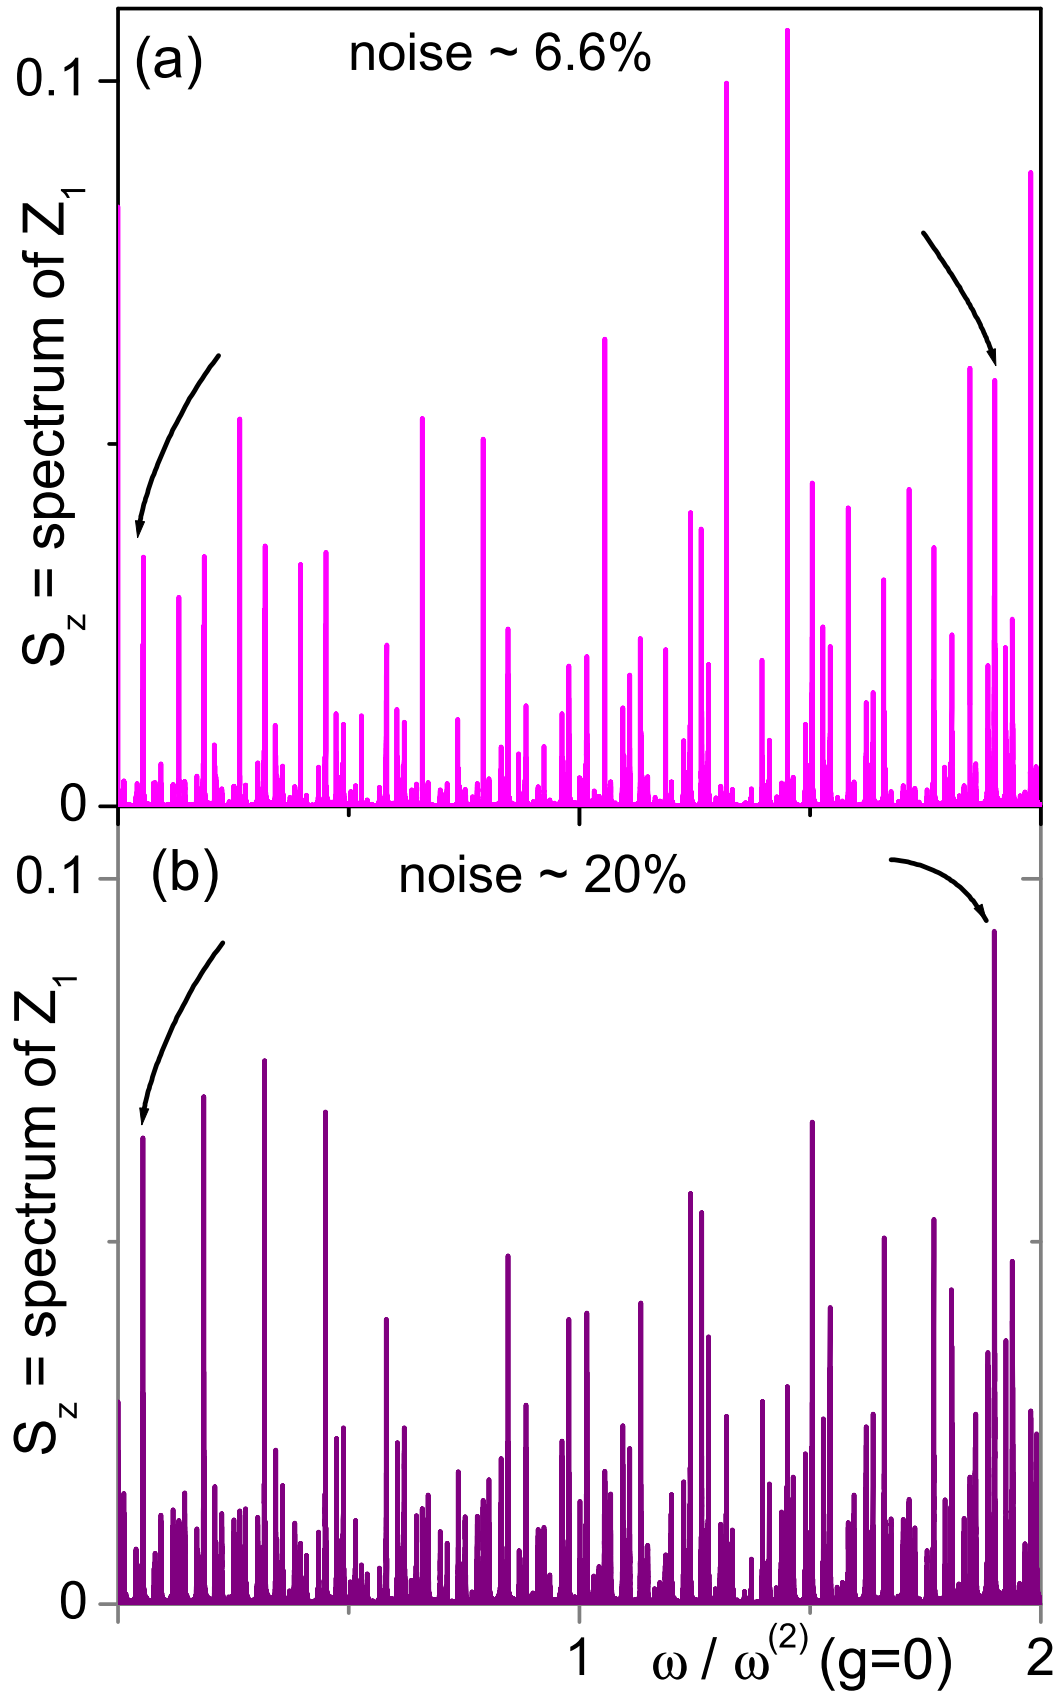 (a) noise ~ 6.6%
0.1
S_z = spectrum of Z_1
0
(b) noise ~ 20%
0.1
S_z = spectrum of Z_1
0
1 ω / ω^(2) (g=0) 2